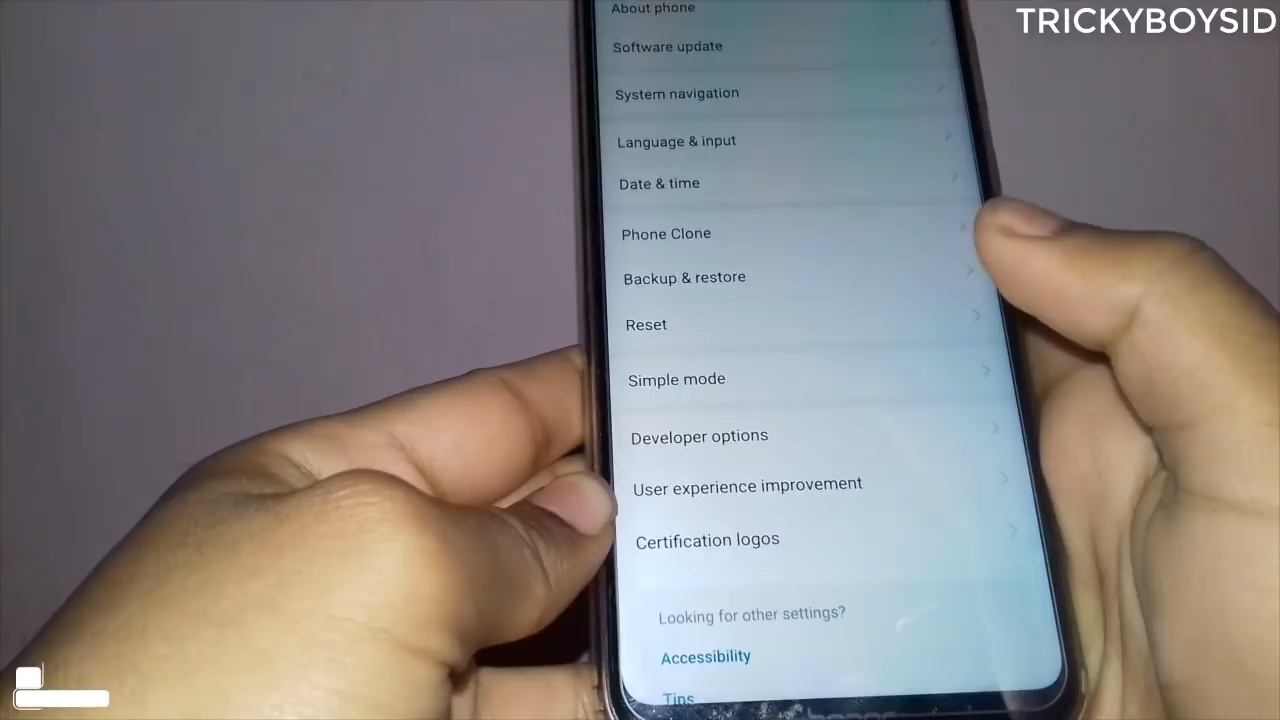 TRICKYBOYSID
About phone
Software update
System navigation
Language & input
Date & time
Phone Clone
Backup & restore
Reset
Simple mode
Developer options
User experience improvement
Certification logos
Looking for other settings?
Accessibility
Tips
honor